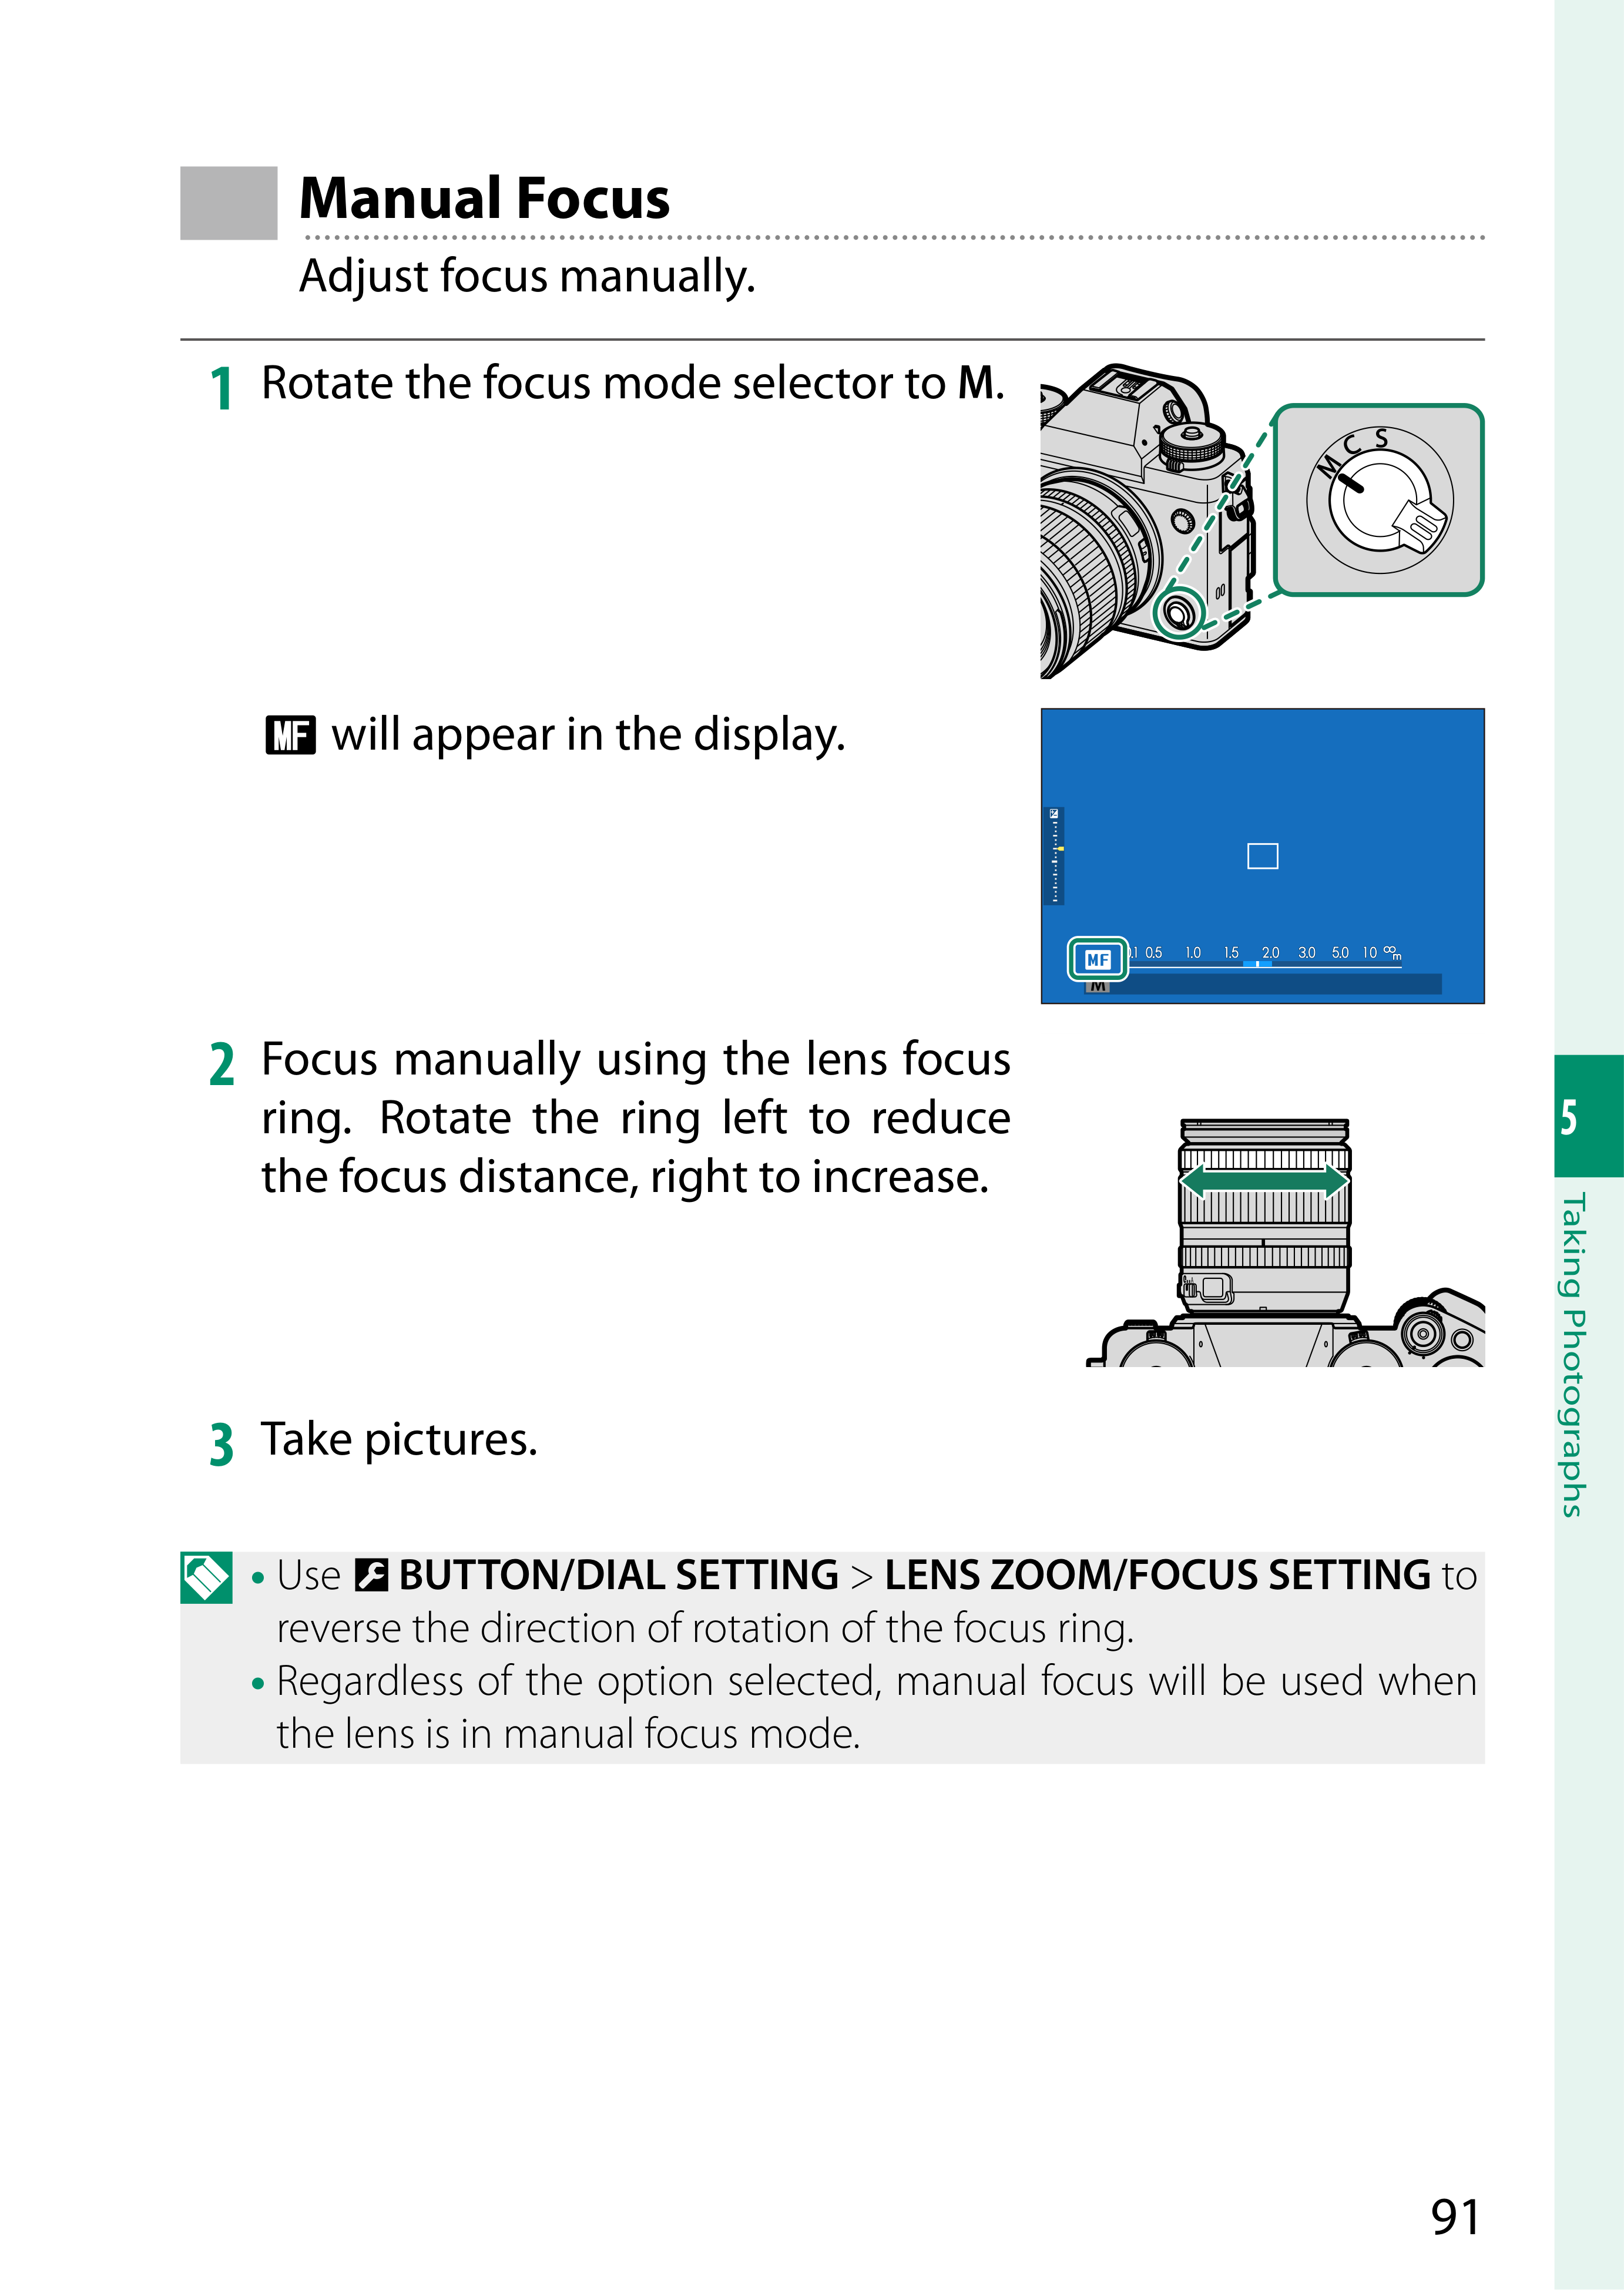 Manual Focus
Adjust focus manually.
1 Rotate the focus mode selector to M.
M C S
MF will appear in the display.
MF 0.5 1.0 1.5 2.0 3.0 5.0 10 ∞ m
M
2 Focus manually using the lens focus
ring. Rotate the ring left to reduce
the focus distance, right to increase.
3 Take pictures.
• Use BUTTON/DIAL SETTING > LENS ZOOM/FOCUS SETTING to
reverse the direction of rotation of the focus ring.
• Regardless of the option selected, manual focus will be used when
the lens is in manual focus mode.
5
Taking Photographs
91